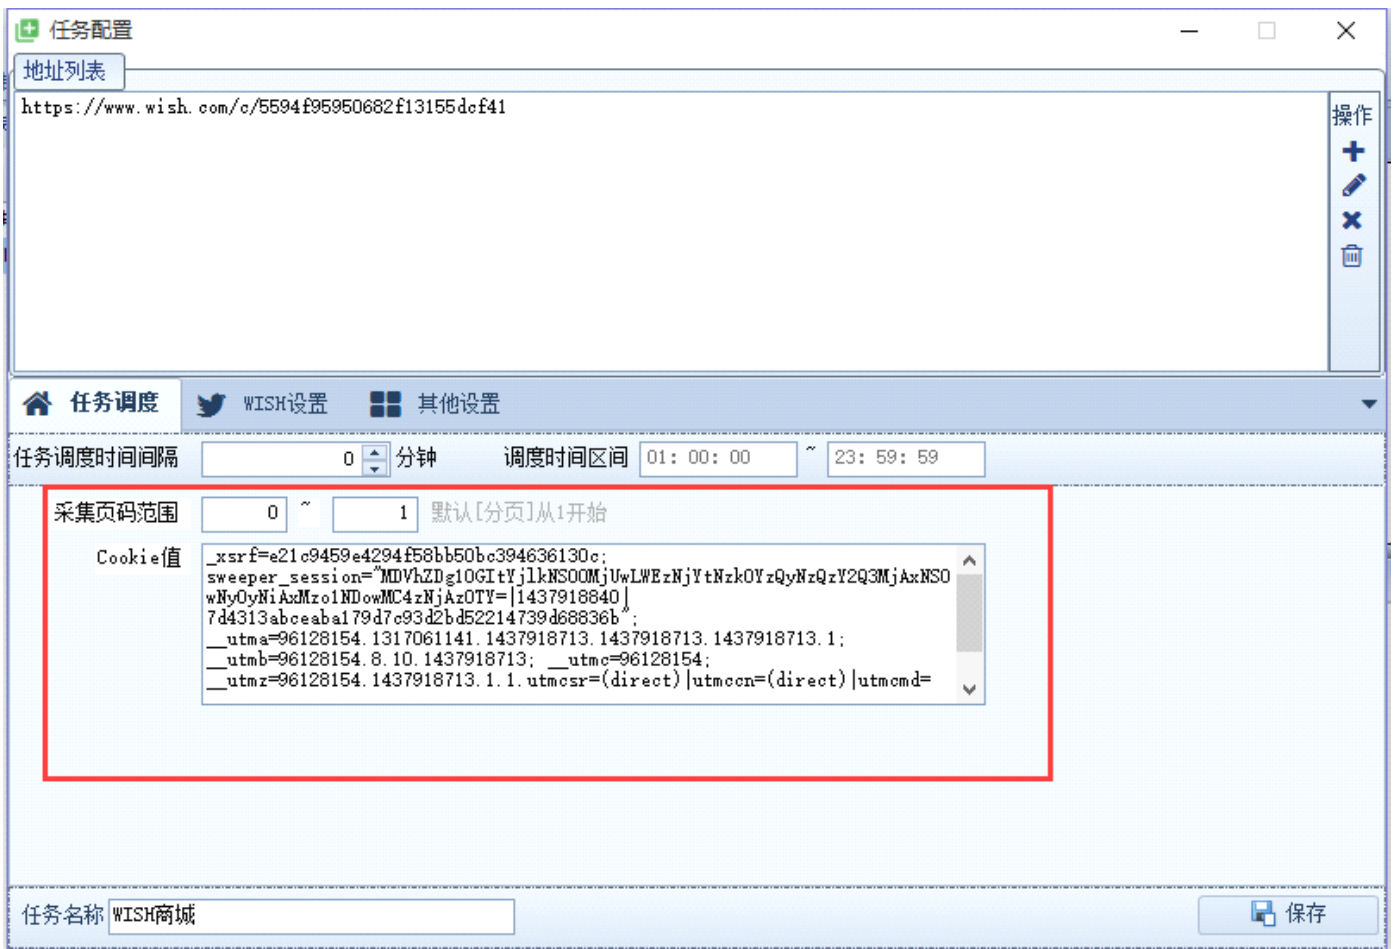 任务配置
地址列表
https://www.wish.com/c/5594f95950682f13155dcf41
操作
任务调度
WISH设置
其他设置
任务调度时间间隔 0 分钟 调度时间区间 01: 00: 00 ~ 23: 59: 59
采集页码范围 0 ~ 1 默认[分页]从1开始
Cookie值
_xsrf=e21c9459e4294f58bb50bc394636130c;
sweeper_session="MDVhZDg1OGItYjlkNS00MjUwLWEzNjYtNzk0YzQyNzQzY2Q3MjAxNS0
wNy0yNiAxMzo1NDowMC4zNjAzOTY=|1437918840|
7d4313abceaba179d7c93d2bd52214739d68836b";
__utma=96128154.1317061141.1437918713.1437918713.1437918713.1;
__utmb=96128154.8.10.1437918713; __utmc=96128154;
__utmz=96128154.1437918713.1.1.utmcsr=(direct)|utmccn=(direct)|utmcmd=
任务名称 WISH商城
保存